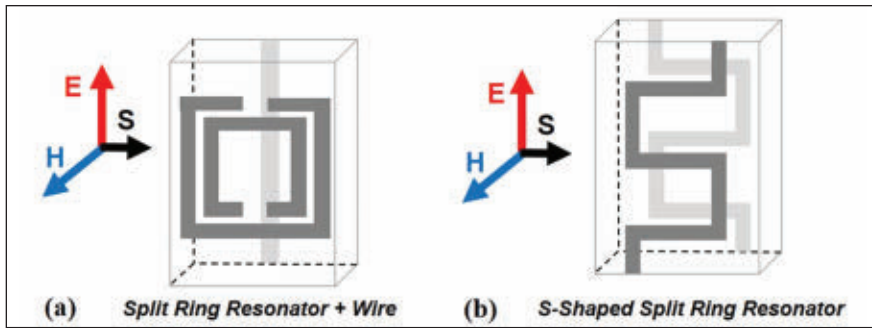 E
S
H
E
S
H
(a) Split Ring Resonator + Wire
(b) S-Shaped Split Ring Resonator